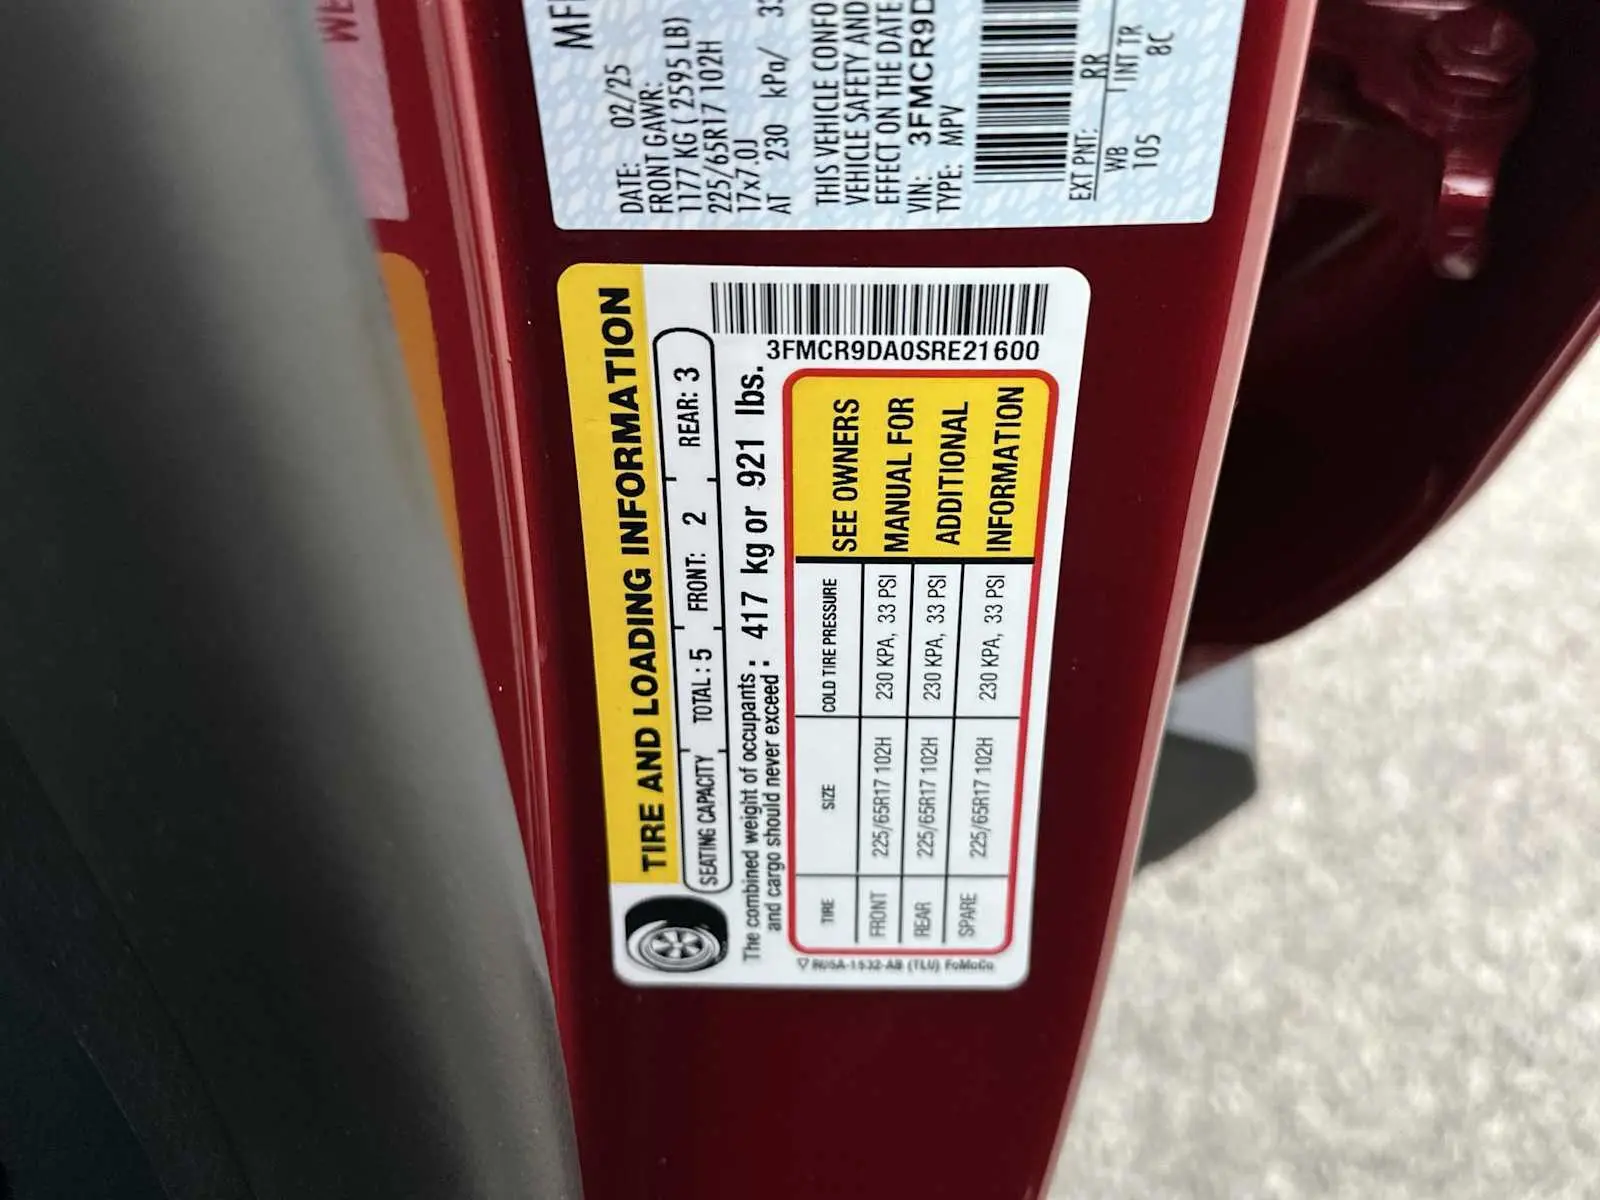 MF
DATE: 02/25
FRONT GAWR:
1177 KG ( 2595 LB)
225/65R17 102H
17x7.0J
AT 230 kPa/
THIS VEHICLE CONFO
VEHICLE SAFETY AND
EFFECT ON THE DATE
VIN: 3FMCR9D
TYPE: MPV
EXT PNT: RR
WB
105
INT TR
8C
TIRE AND LOADING INFORMATION
SEATING CAPACITY TOTAL : 5 FRONT: 2 REAR: 3
The combined weight of occupants
and cargo should never exceed : 417 kg or 921 lbs.
3FMCR9DA0SRE21600
TIRE SIZE COLD TIRE PRESSURE
FRONT 225/65R17 102H 230 KPA, 33 PSI
REAR 225/65R17 102H 230 KPA, 33 PSI
SPARE 225/65R17 102H 230 KPA, 33 PSI
SEE OWNERS
MANUAL FOR
ADDITIONAL
INFORMATION
1532-AB (TLU) FoMoCo